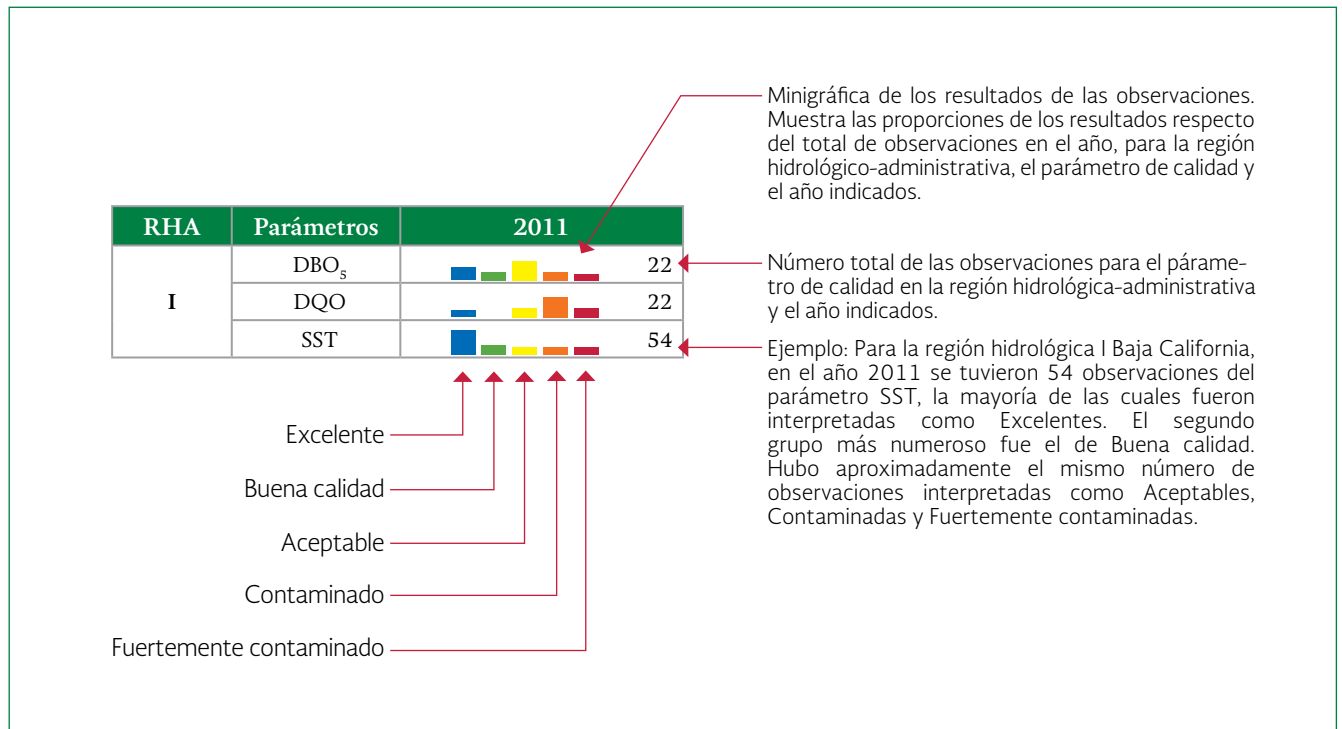 Minigráfica de los resultados de las observaciones.
Muestra las proporciones de los resultados respecto
del total de observaciones en el año, para la región
hidrológico-administrativa, el parámetro de calidad y
el año indicados.
RHA Parámetros 2011
I
DBO₅ 22
DQO 22
SST 54
Número total de las observaciones para el párame-
tro de calidad en la región hidrológica-administrativa
y el año indicados.
Ejemplo: Para la región hidrológica I Baja California,
en el año 2011 se tuvieron 54 observaciones del
parámetro SST, la mayoría de las cuales fueron
interpretadas como Excelentes. El segundo
grupo más numeroso fue el de Buena calidad.
Hubo aproximadamente el mismo número de
observaciones interpretadas como Aceptables,
Contaminadas y Fuertemente contaminadas.
Excelente
Buena calidad
Aceptable
Contaminado
Fuertemente contaminado